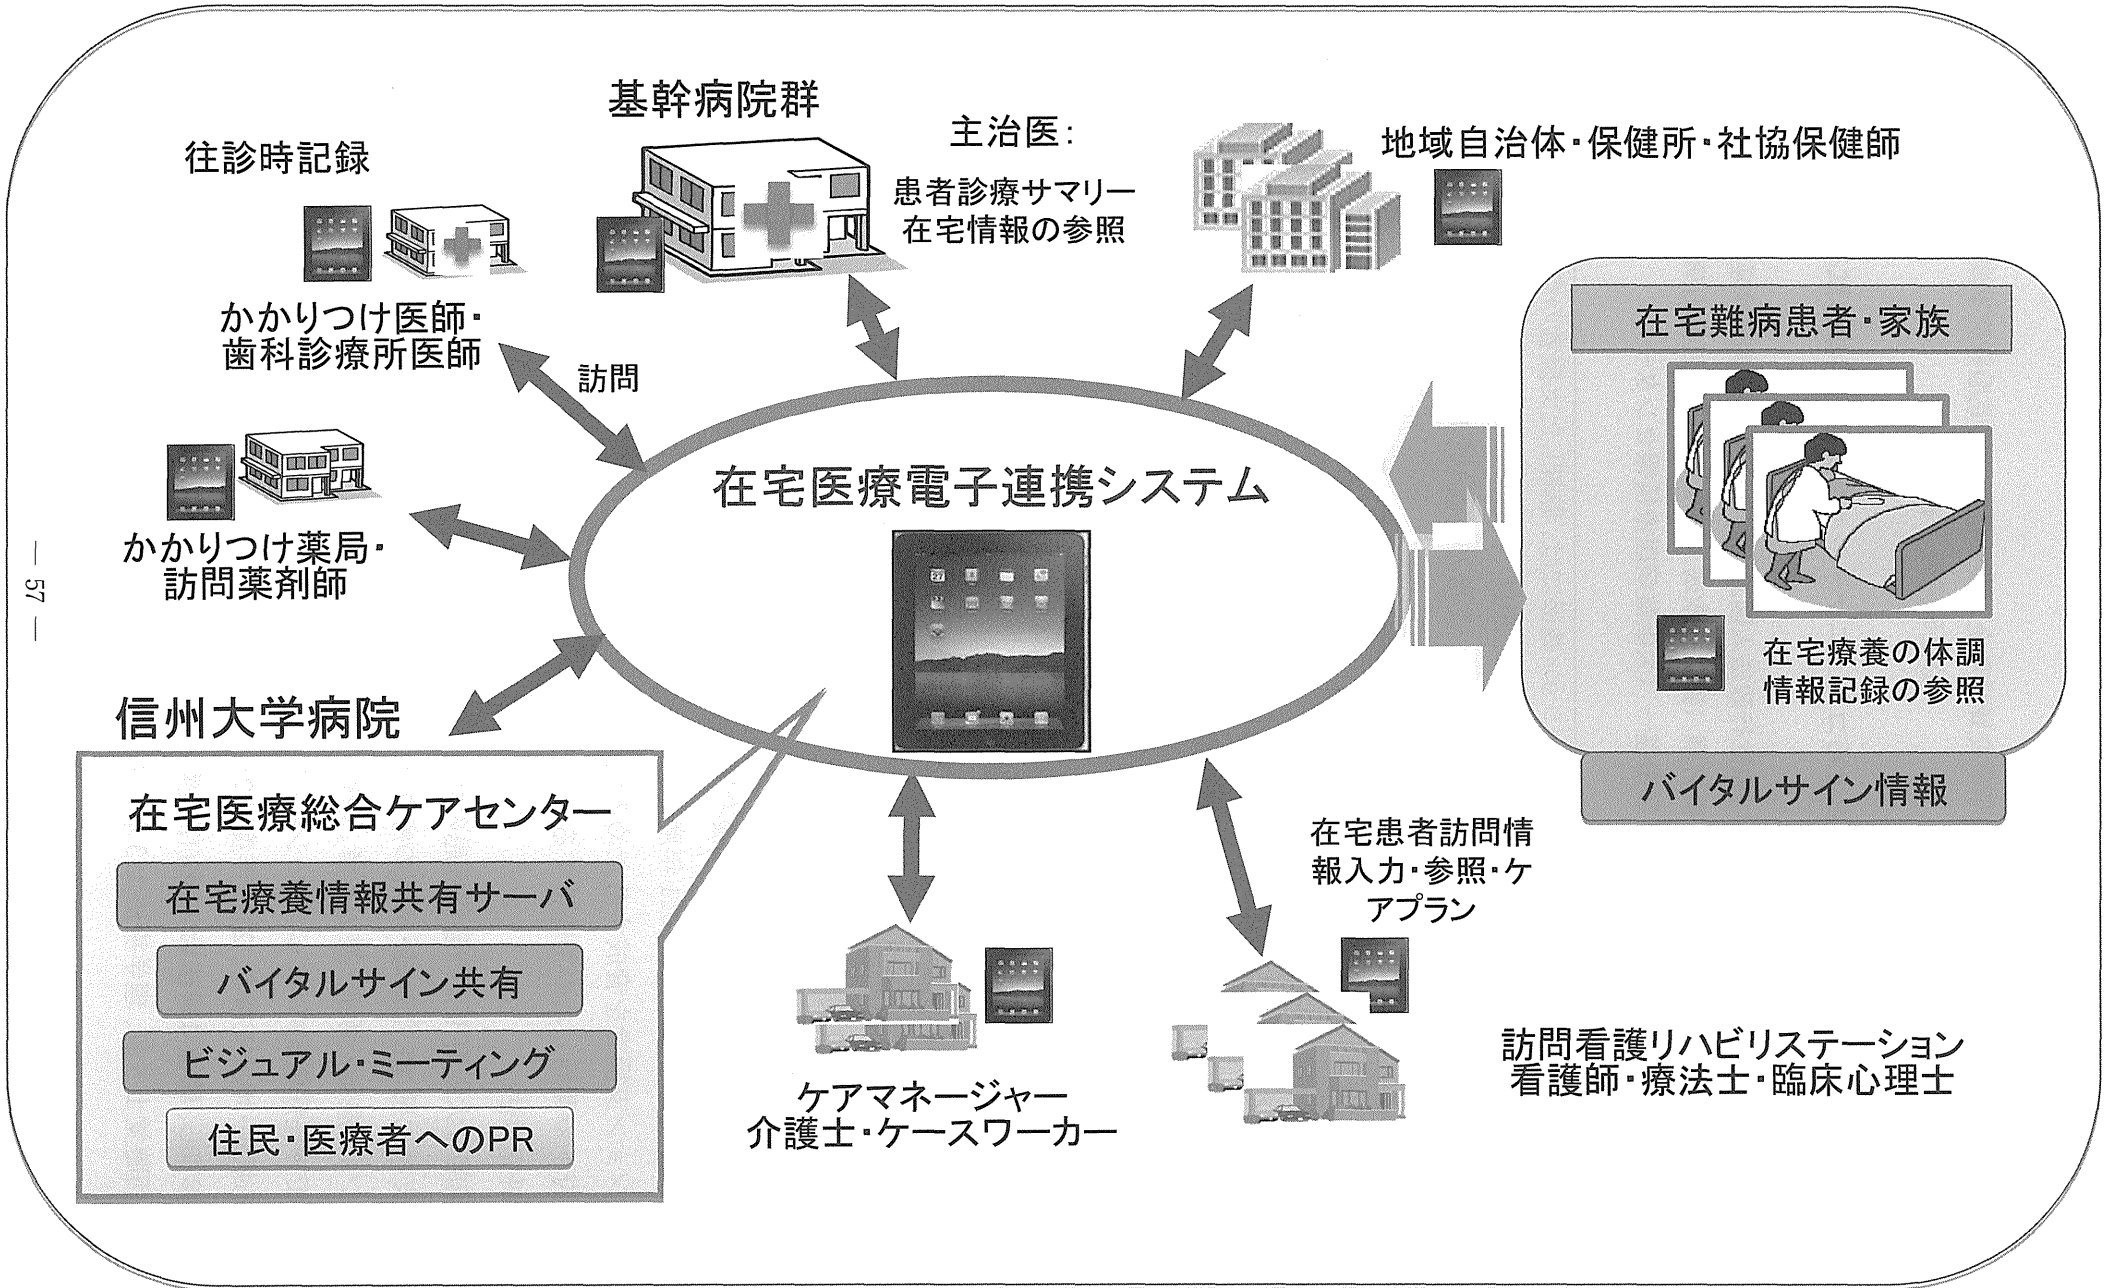 基幹病院群
主治医：
患者診療サマリー
在宅情報の参照
地域自治体・保健所・社協保健師
往診時記録
かかりつけ医師・
歯科診療所医師
訪問
かかりつけ薬局・
訪問薬剤師
在宅医療電子連携システム
27
在宅難病患者・家族
在宅療養の体調
情報記録の参照
バイタルサイン情報
信州大学病院
在宅医療総合ケアセンター
在宅療養情報共有サーバ
バイタルサイン共有
ビジュアル・ミーティング
住民・医療者へのPR
ケアマネージャー
介護士・ケースワーカー
在宅患者訪問情
報入力・参照・ケ
アプラン
訪問看護リハビリステーション
看護師・療法士・臨床心理士
— 57 —